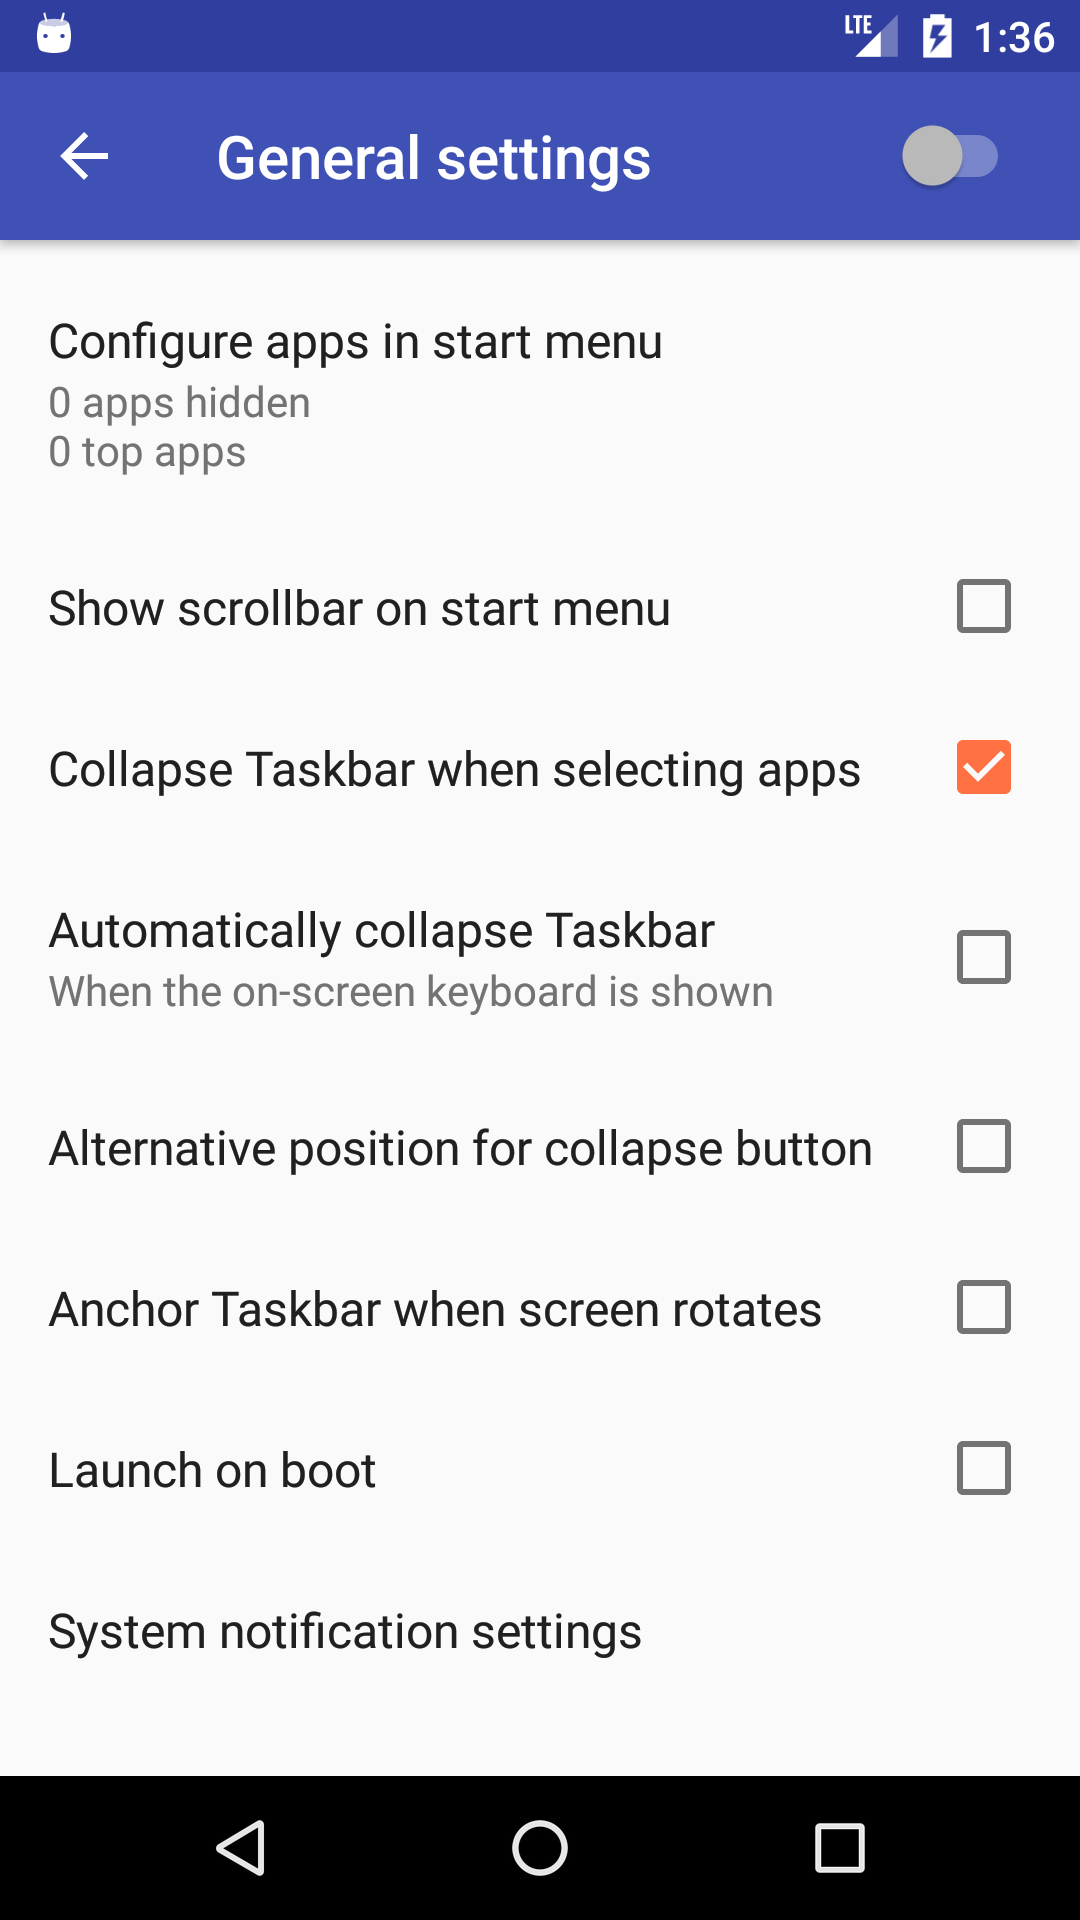 LTE 1:36
General settings
Configure apps in start menu
0 apps hidden
0 top apps
Show scrollbar on start menu
Collapse Taskbar when selecting apps
Automatically collapse Taskbar
When the on-screen keyboard is shown
Alternative position for collapse button
Anchor Taskbar when screen rotates
Launch on boot
System notification settings